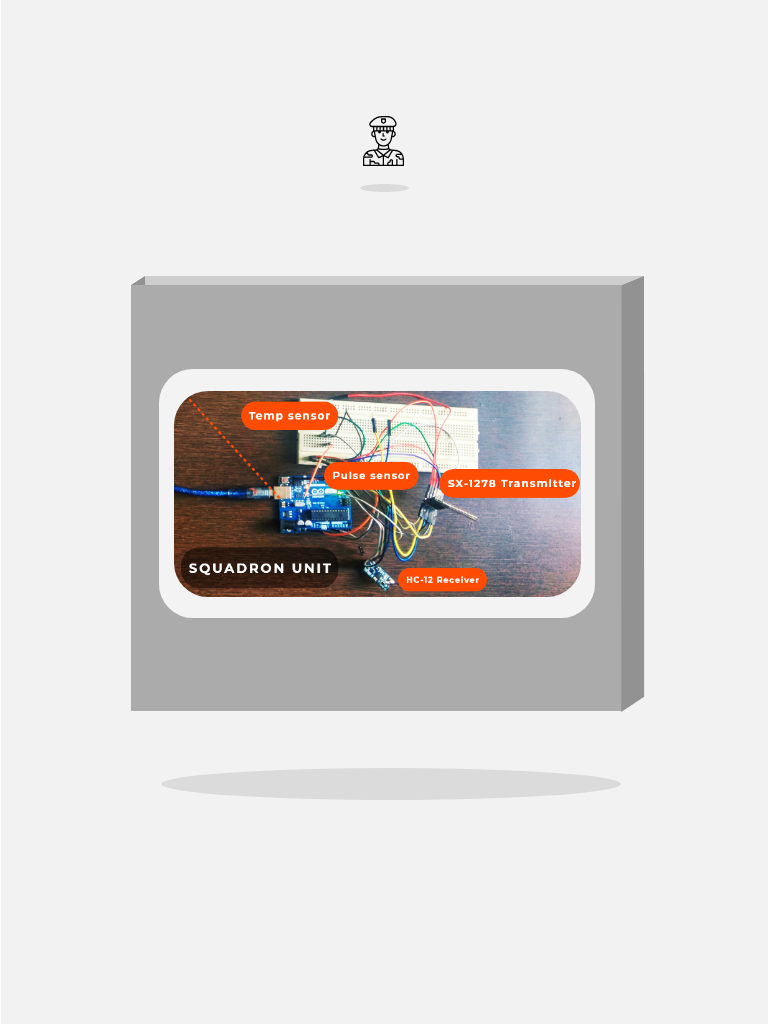 Temp sensor
Pulse sensor
SX-1278 Transmitter
SQUADRON UNIT
HC-12 Receiver